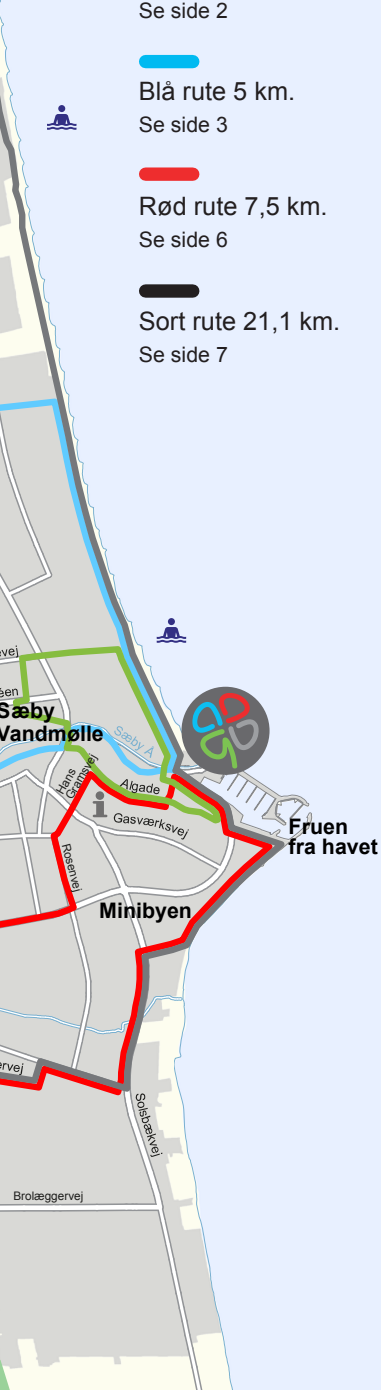 Se side 2
Blå rute 5 km.
Se side 3
Rød rute 7,5 km.
Se side 6
Sort rute 21,1 km.
Se side 7
Sæby
Vandmølle
Sæby Å
Hans
Gramsvej
Algade
Gasværksvej
Fruen
fra havet
Rosenvej
Minibyen
Solsbækvej
Brolæggervej